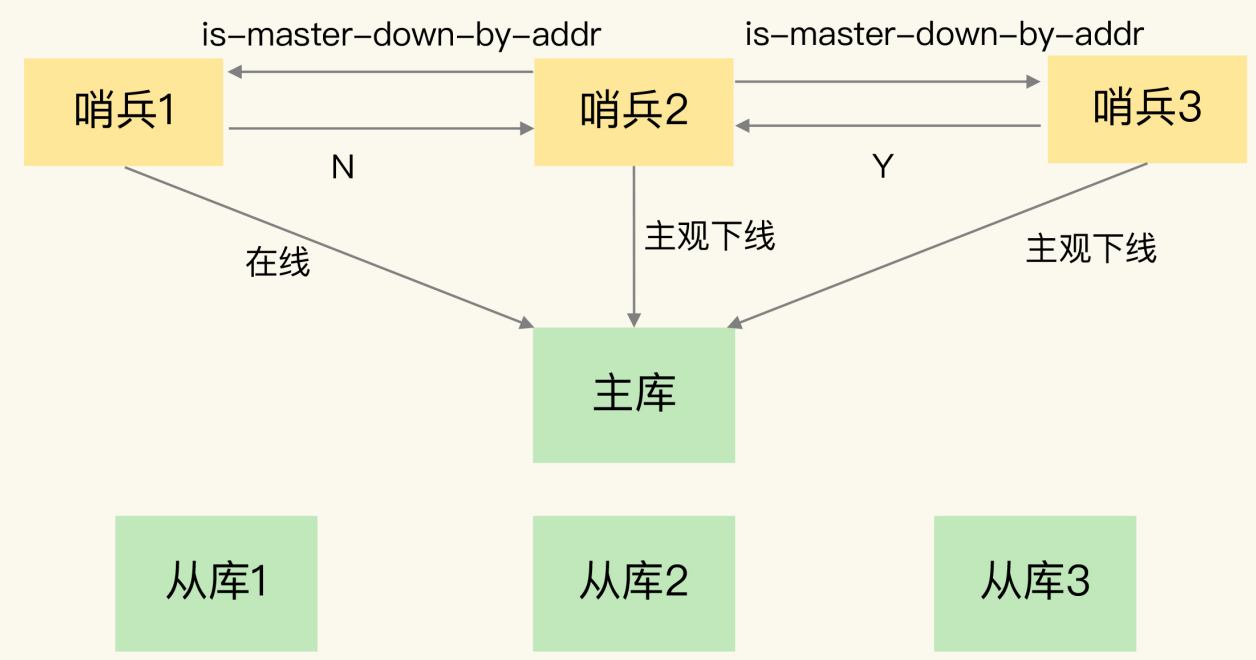 is-master-down-by-addr
is-master-down-by-addr
哨兵1
哨兵2
哨兵3
N
Y
在线
主观下线
主观下线
主库
从库1
从库2
从库3